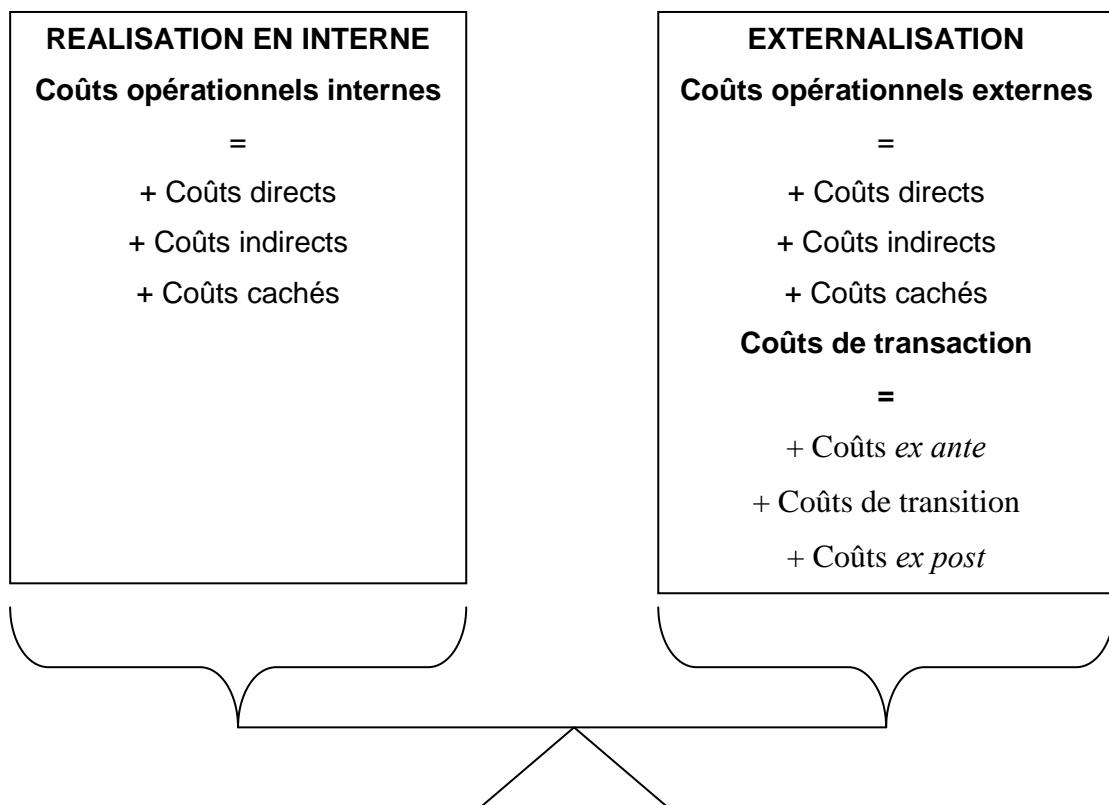 REALISATION EN INTERNE
Coûts opérationnels internes
=
+ Coûts directs
+ Coûts indirects
+ Coûts cachés
EXTERNALISATION
Coûts opérationnels externes
=
+ Coûts directs
+ Coûts indirects
+ Coûts cachés
Coûts de transaction
=
+ Coûts ex ante
+ Coûts de transition
+ Coûts ex post